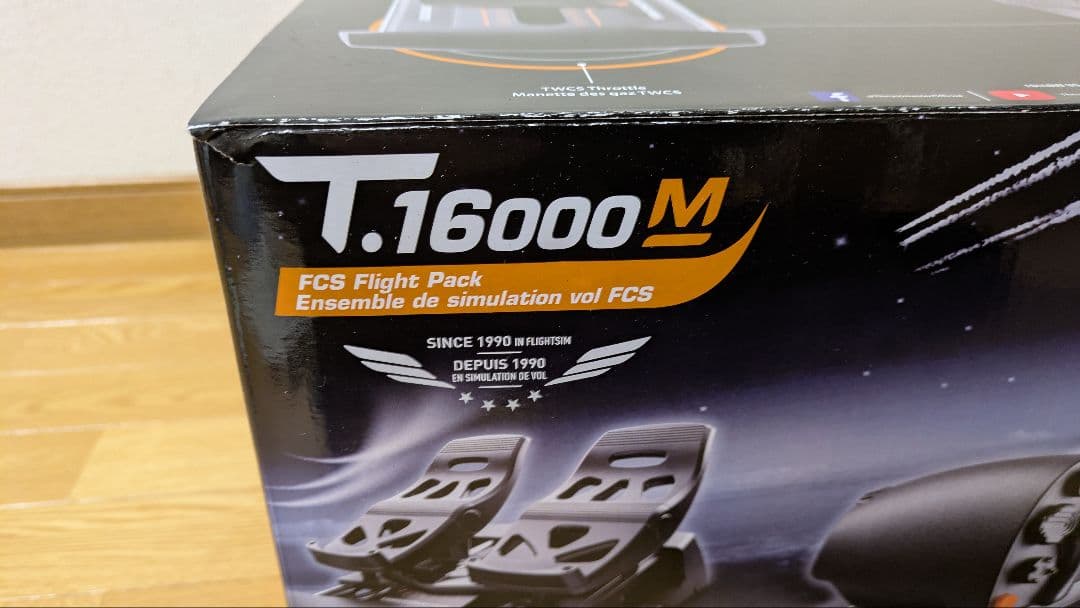 TWCS Throttle
Manette des gaz TWCS
T.16000 M
FCS Flight Pack
Ensemble de simulation vol FCS
SINCE 1990 IN FLIGHTSIM
DEPUIS 1990
EN SIMULATION DE VOL